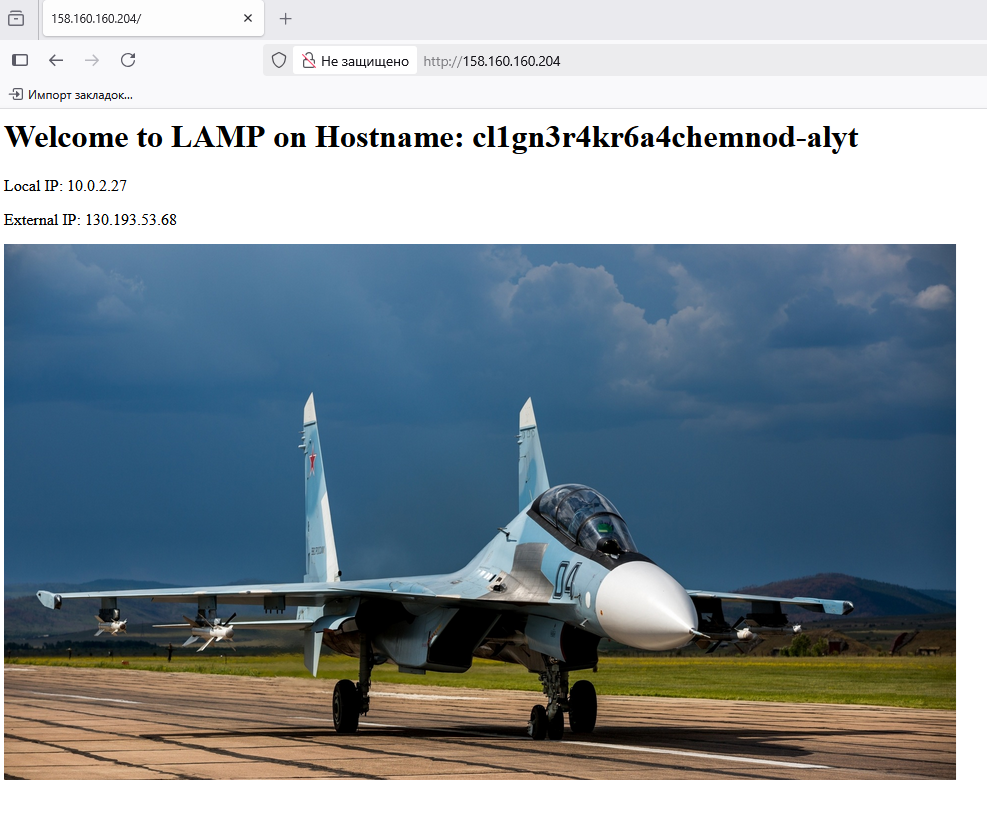 158.160.160.204/
Не защищено http://158.160.160.204
Импорт закладок...
Welcome to LAMP on Hostname: cl1gn3r4kr6a4chemnod-alyt
Local IP: 10.0.2.27
External IP: 130.193.53.68
04